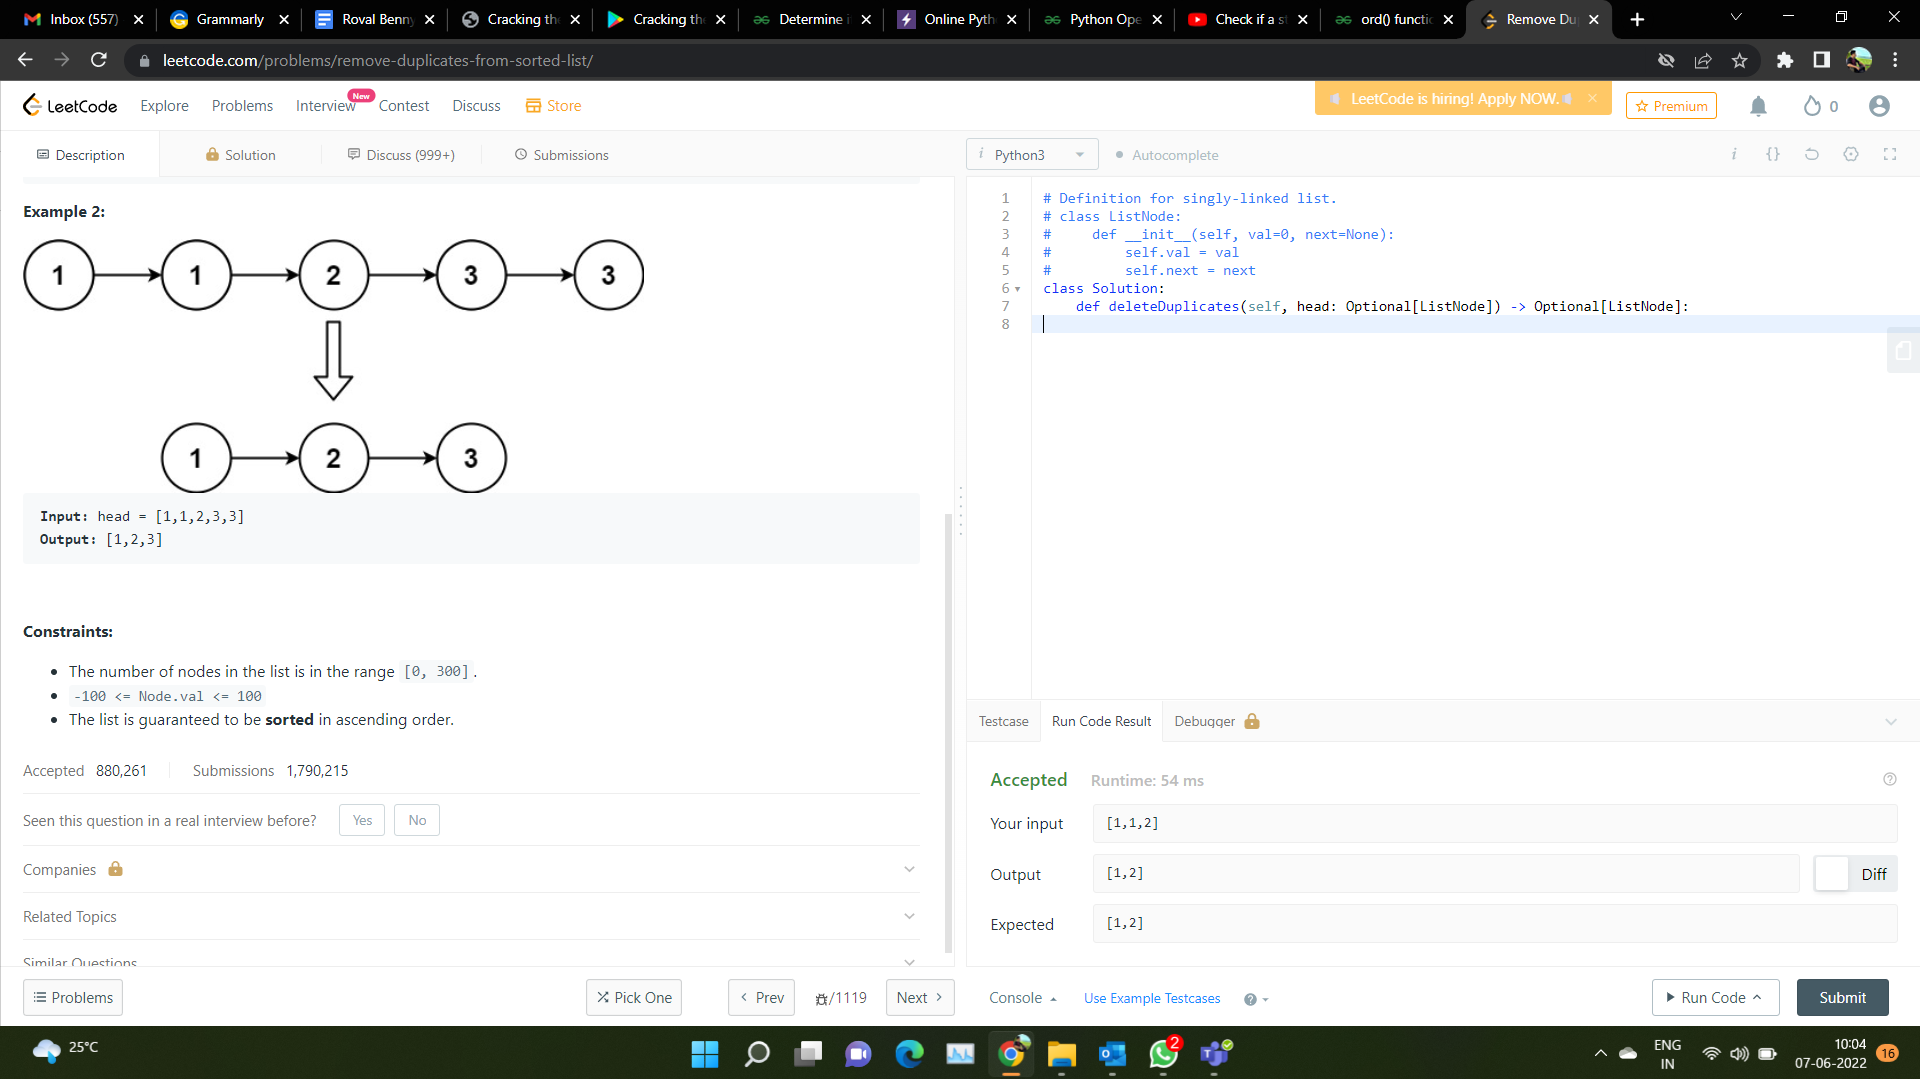 Inbox (557)
Grammarly
Roval Benny
Cracking th
Cracking th
Determine i
Online Pyth
Python Ope
Check if a s
ord() functi
Remove Du
leetcode.com/problems/remove-duplicates-from-sorted-list/
LeetCode
Explore
Problems
Interview
New
Contest
Discuss
Store
LeetCode is hiring! Apply NOW.
Premium
0
Description
Solution
Discuss (999+)
Submissions
i Python3
Autocomplete
i
{}
Example 2:
1 1 2 3 3
1 2 3
Input: head = [1,1,2,3,3]
Output: [1,2,3]
Constraints:
• The number of nodes in the list is in the range [0, 300].
• -100 <= Node.val <= 100
• The list is guaranteed to be sorted in ascending order.
Accepted 880,261 Submissions 1,790,215
Seen this question in a real interview before? Yes No
Companies
Related Topics
Similar Questions
Problems
Pick One
Prev
/1119
Next
1 # Definition for singly-linked list.
2 # class ListNode:
3 #     def __init__(self, val=0, next=None):
4 #         self.val = val
5 #         self.next = next
6 class Solution:
7     def deleteDuplicates(self, head: Optional[ListNode]) -> Optional[ListNode]:
8
Testcase
Run Code Result
Debugger
Accepted Runtime: 54 ms
Your input [1,1,2]
Output [1,2] Diff
Expected [1,2]
Console
Use Example Testcases
Run Code
Submit
25°C
2
ENG
IN
10:04
07-06-2022
16